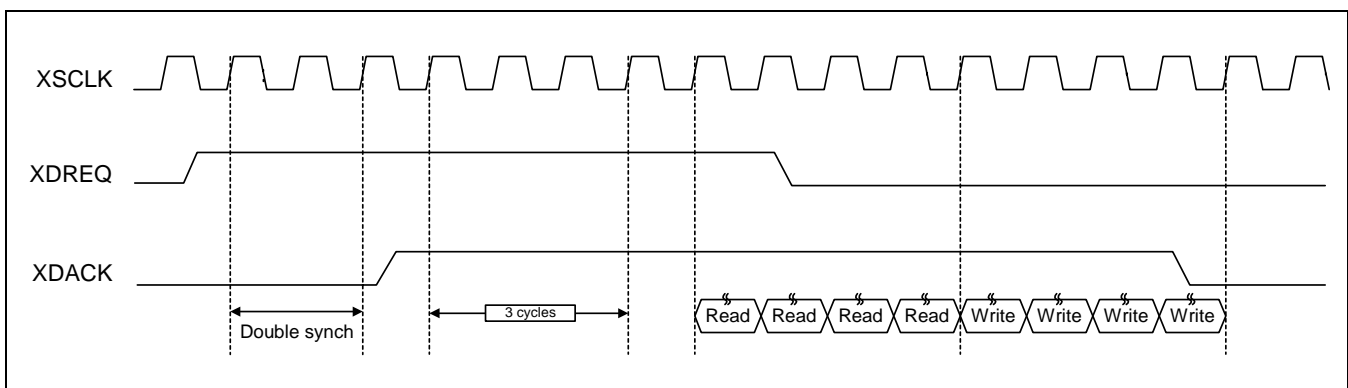 XSCLK
XDREQ
XDACK
3 cycles
Read Read Read Read Write Write Write Write
Double synch